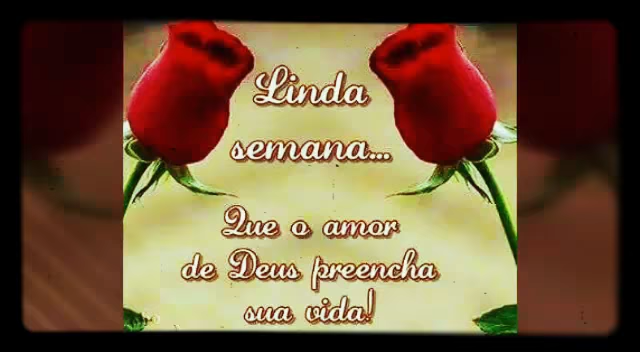 Linda
semana...
Que o amor
de Deus preencha
sua vida!